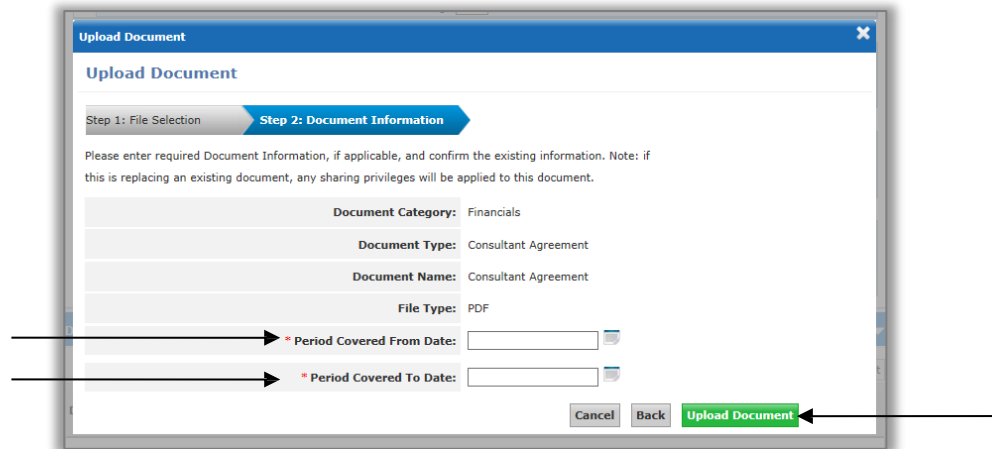 Upload Document
Upload Document
Step 1: File Selection Step 2: Document Information
Please enter required Document Information, if applicable, and confirm the existing information. Note: if
this is replacing an existing document, any sharing privileges will be applied to this document.
Document Category: Financials
Document Type: Consultant Agreement
Document Name: Consultant Agreement
File Type: PDF
* Period Covered From Date:
* Period Covered To Date:
Cancel Back Upload Document